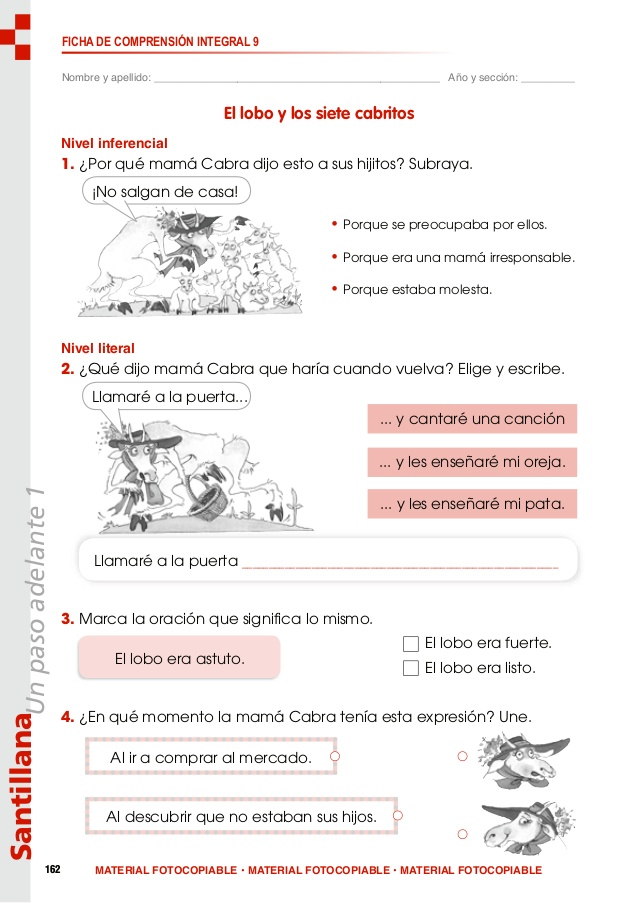 FICHA DE COMPRENSIÓN INTEGRAL 9
Nombre y apellido: ______ Año y sección: ______
El lobo y los siete cabritos
Nivel inferencial
1. ¿Por qué mamá Cabra dijo esto a sus hijitos? Subraya.
¡No salgan de casa!
• Porque se preocupaba por ellos.
• Porque era una mamá irresponsable.
• Porque estaba molesta.
Nivel literal
2. ¿Qué dijo mamá Cabra que haría cuando vuelva? Elige y escribe.
Llamaré a la puerta...
... y cantaré una canción
... y les enseñaré mi oreja.
... y les enseñaré mi pata.
Llamaré a la puerta ______
3. Marca la oración que significa lo mismo.
El lobo era astuto.
El lobo era fuerte.
El lobo era listo.
4. ¿En qué momento la mamá Cabra tenía esta expresión? Une.
Al ir a comprar al mercado.
Al descubrir que no estaban sus hijos.
162
MATERIAL FOTOCOPIABLE • MATERIAL FOTOCOPIABLE • MATERIAL FOTOCOPIABLE
Santillana
Un paso adelante 1